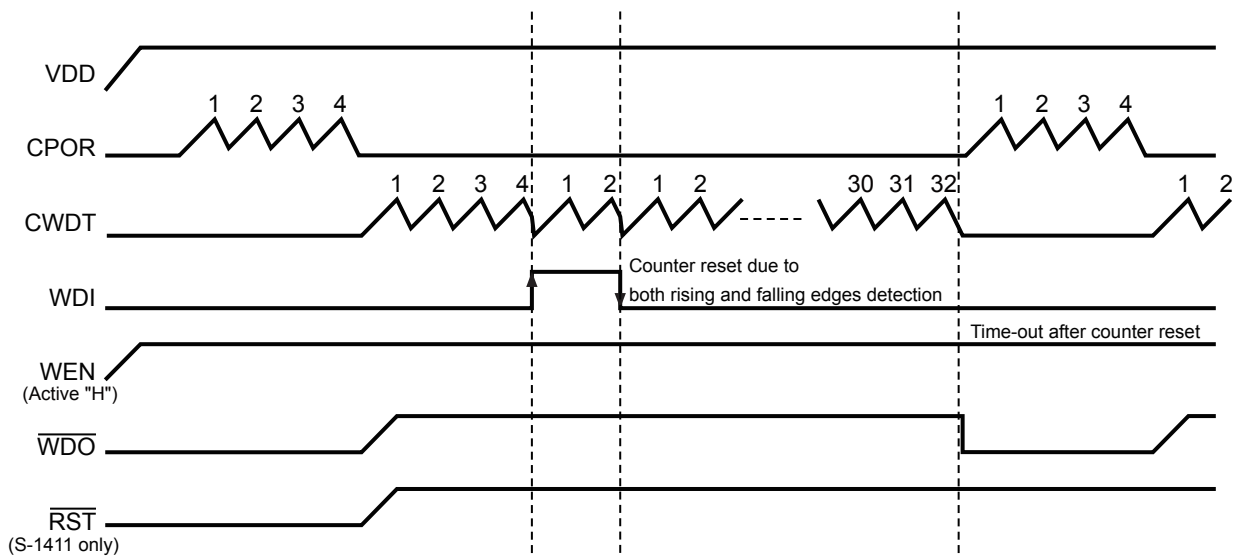 VDD
1 2 3 4 1 2 3 4
CPOR
1 2 3 4 1 2 1 2 30 31 32 1 2
CWDT
Counter reset due to
WDI
both rising and falling edges detection
Time-out after counter reset
WEN
(Active "H")
WDO
RST
(S-1411 only)